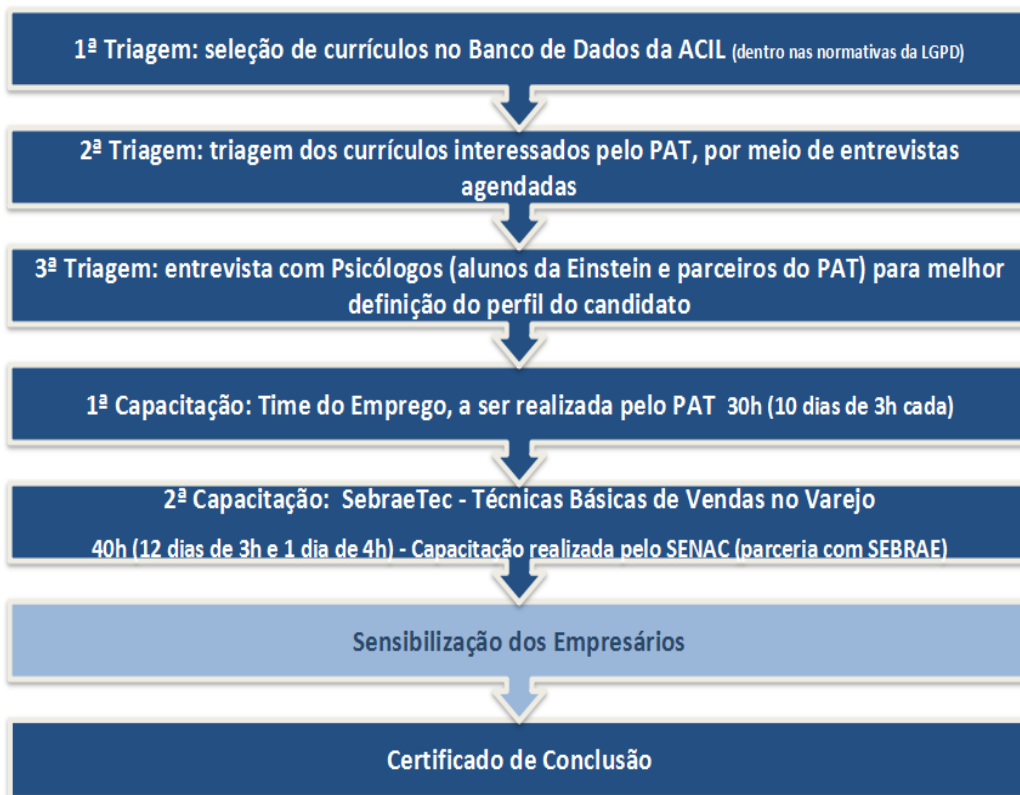 1ª Triagem: seleção de currículos no Banco de Dados da ACIL (dentro nas normativas da LGPD)
2ª Triagem: triagem dos currículos interessados pelo PAT, por meio de entrevistas
agendadas
3ª Triagem: entrevista com Psicólogos (alunos da Einstein e parceiros do PAT) para melhor
definição do perfil do candidato
1ª Capacitação: Time do Emprego, a ser realizada pelo PAT 30h (10 dias de 3h cada)
2ª Capacitação: SebraeTec - Técnicas Básicas de Vendas no Varejo
40h (12 dias de 3h e 1 dia de 4h) - Capacitação realizada pelo SENAC (parceria com SEBRAE)
Sensibilização dos Empresários
Certificado de Conclusão